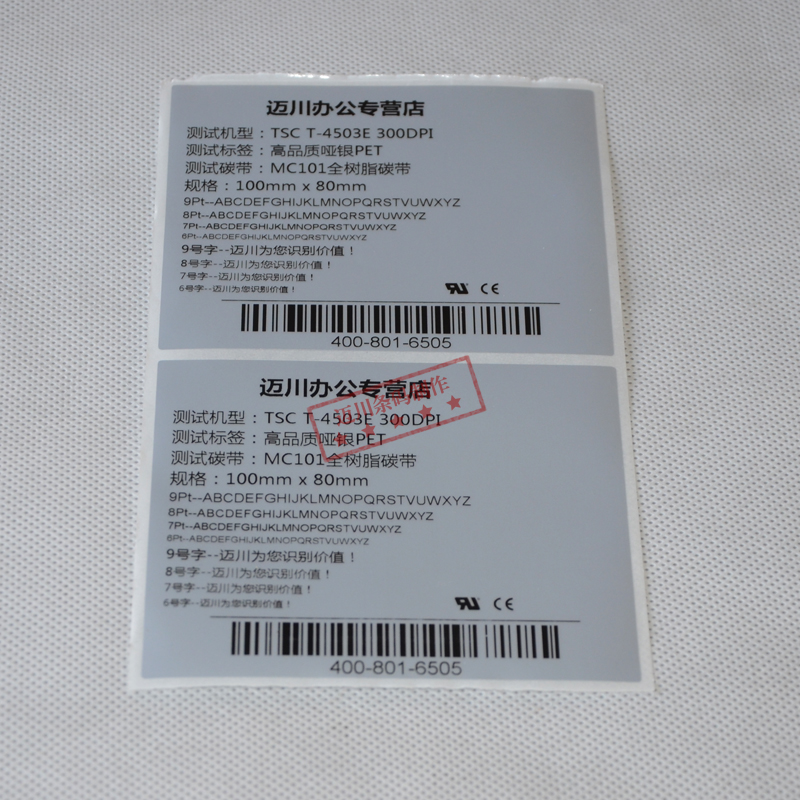 迈川办公专营店
测试机型：TSC T-4503E 300DPI
测试标签：高品质哑银PET
测试碳带：MC101全树脂碳带
规格：100mm x 80mm
9Pt--ABCDEFGHIJKLMNOPQRSTVUWXYZ
8Pt--ABCDEFGHIJKLMNOPQRSTVUWXYZ
7Pt--ABCDEFGHIJKLMNOPQRSTVUWXYZ
6Pt--ABCDEFGHIJKLMNOPQRSTVUWXYZ
9号字--迈川为您识别价值！
8号字--迈川为您识别价值！
7号字--迈川为您识别价值！
6号字--迈川为您识别价值！
RU CE
400-801-6505
迈川办公专营店
测试机型：TSC T-4503E 300DPI
迈川条码制作
测试标签：高品质哑银PET
测试碳带：MC101全树脂碳带
规格：100mm x 80mm
9Pt--ABCDEFGHIJKLMNOPQRSTVUWXYZ
8Pt--ABCDEFGHIJKLMNOPQRSTVUWXYZ
7Pt--ABCDEFGHIJKLMNOPQRSTVUWXYZ
6Pt--ABCDEFGHIJKLMNOPQRSTVUWXYZ
9号字--迈川为您识别价值！
8号字--迈川为您识别价值！
7号字--迈川为您识别价值！
6号字--迈川为您识别价值！
RU CE
400-801-6505